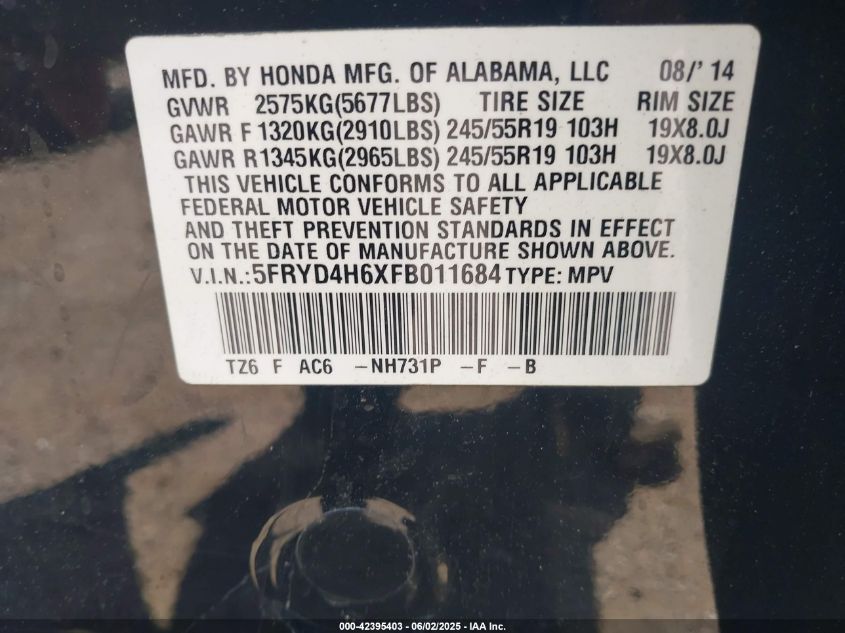 MFD. BY HONDA MFG. OF ALABAMA, LLC 08/'14
GVWR 2575KG(5677LBS) TIRE SIZE RIM SIZE
GAWR F 1320KG(2910LBS) 245/55R19 103H 19X8.0J
GAWR R1345KG(2965LBS) 245/55R19 103H 19X8.0J
THIS VEHICLE CONFORMS TO ALL APPLICABLE
FEDERAL MOTOR VEHICLE SAFETY
AND THEFT PREVENTION STANDARDS IN EFFECT
ON THE DATE OF MANUFACTURE SHOWN ABOVE.
V.I.N.:5FRYD4H6XFB011684 TYPE: MPV
TZ6 F AC6 -NH731P -F -B
000-42395403 - 06/02/2025 - IAA Inc.